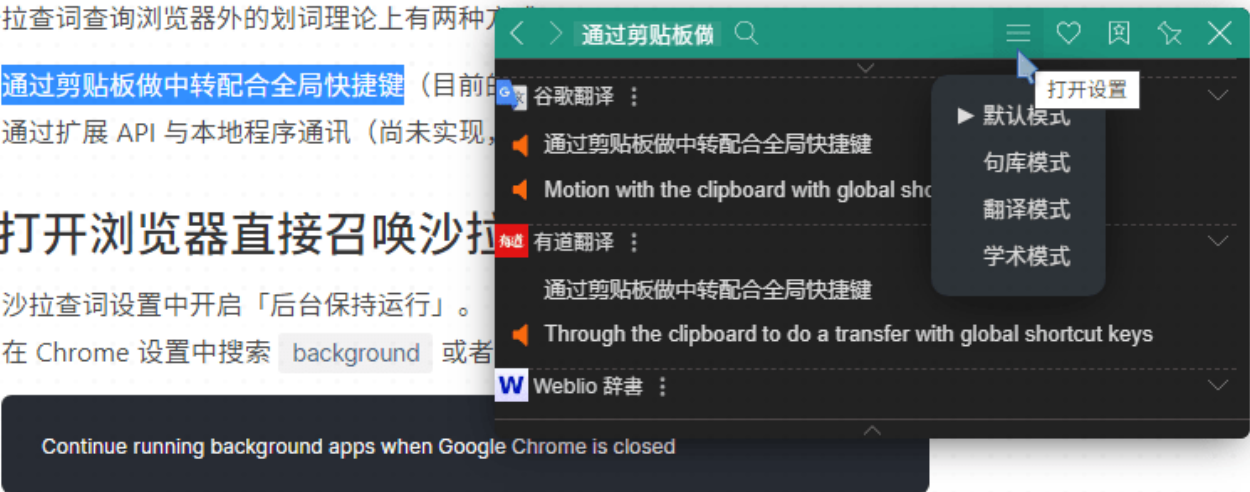 拉查词查询浏览器外的划词理论上有两种方
通过剪贴板做中转配合全局快捷键（目前
通过扩展 API 与本地程序通讯（尚未实现，
打开浏览器直接召唤沙拉
沙拉查词设置中开启「后台保持运行」。
在 Chrome 设置中搜索 background 或者
Continue running background apps when Google Chrome is closed
通过剪贴板做
打开设置
默认模式
句库模式
翻译模式
学术模式
谷歌翻译
通过剪贴板做中转配合全局快捷键
Motion with the clipboard with global sho
有道
有道翻译
通过剪贴板做中转配合全局快捷键
Through the clipboard to do a transfer with global shortcut keys
W
Weblio 辞書